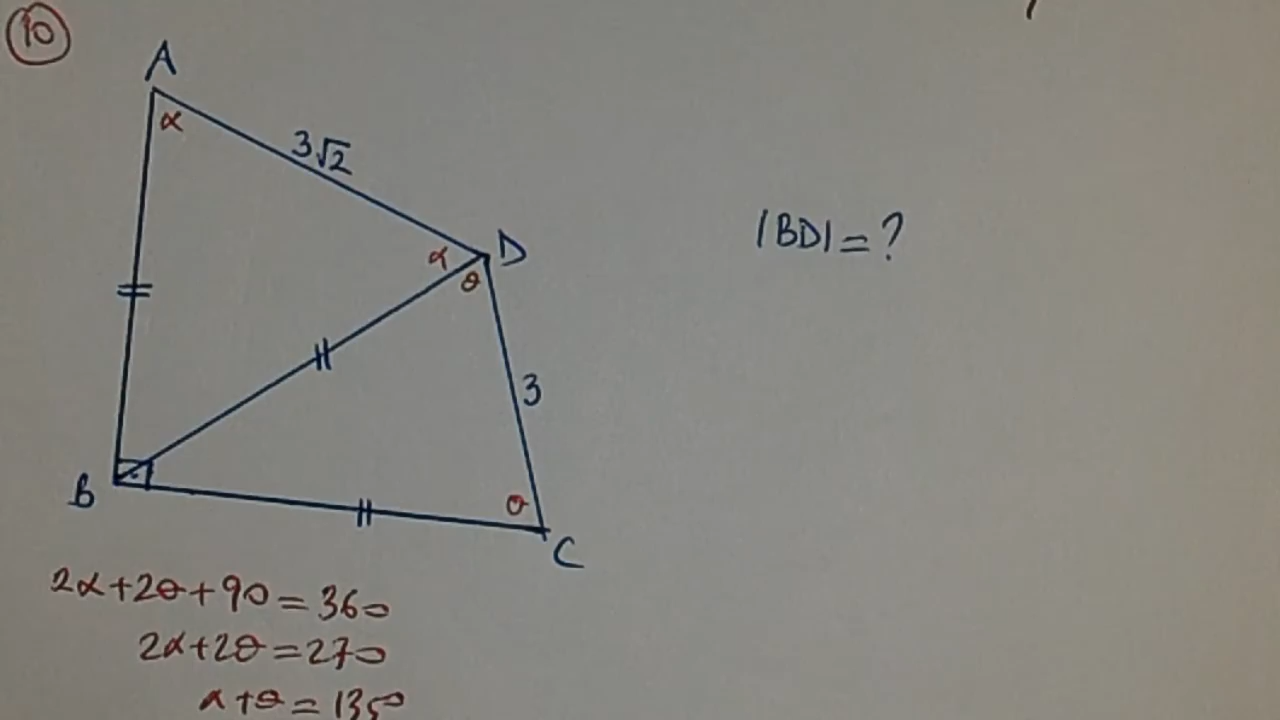 10
A
α
3√2
α
D
θ
|BD| = ?
3
B
θ
C
2α+2θ+90=360
2α+2θ=270
α+θ=135°